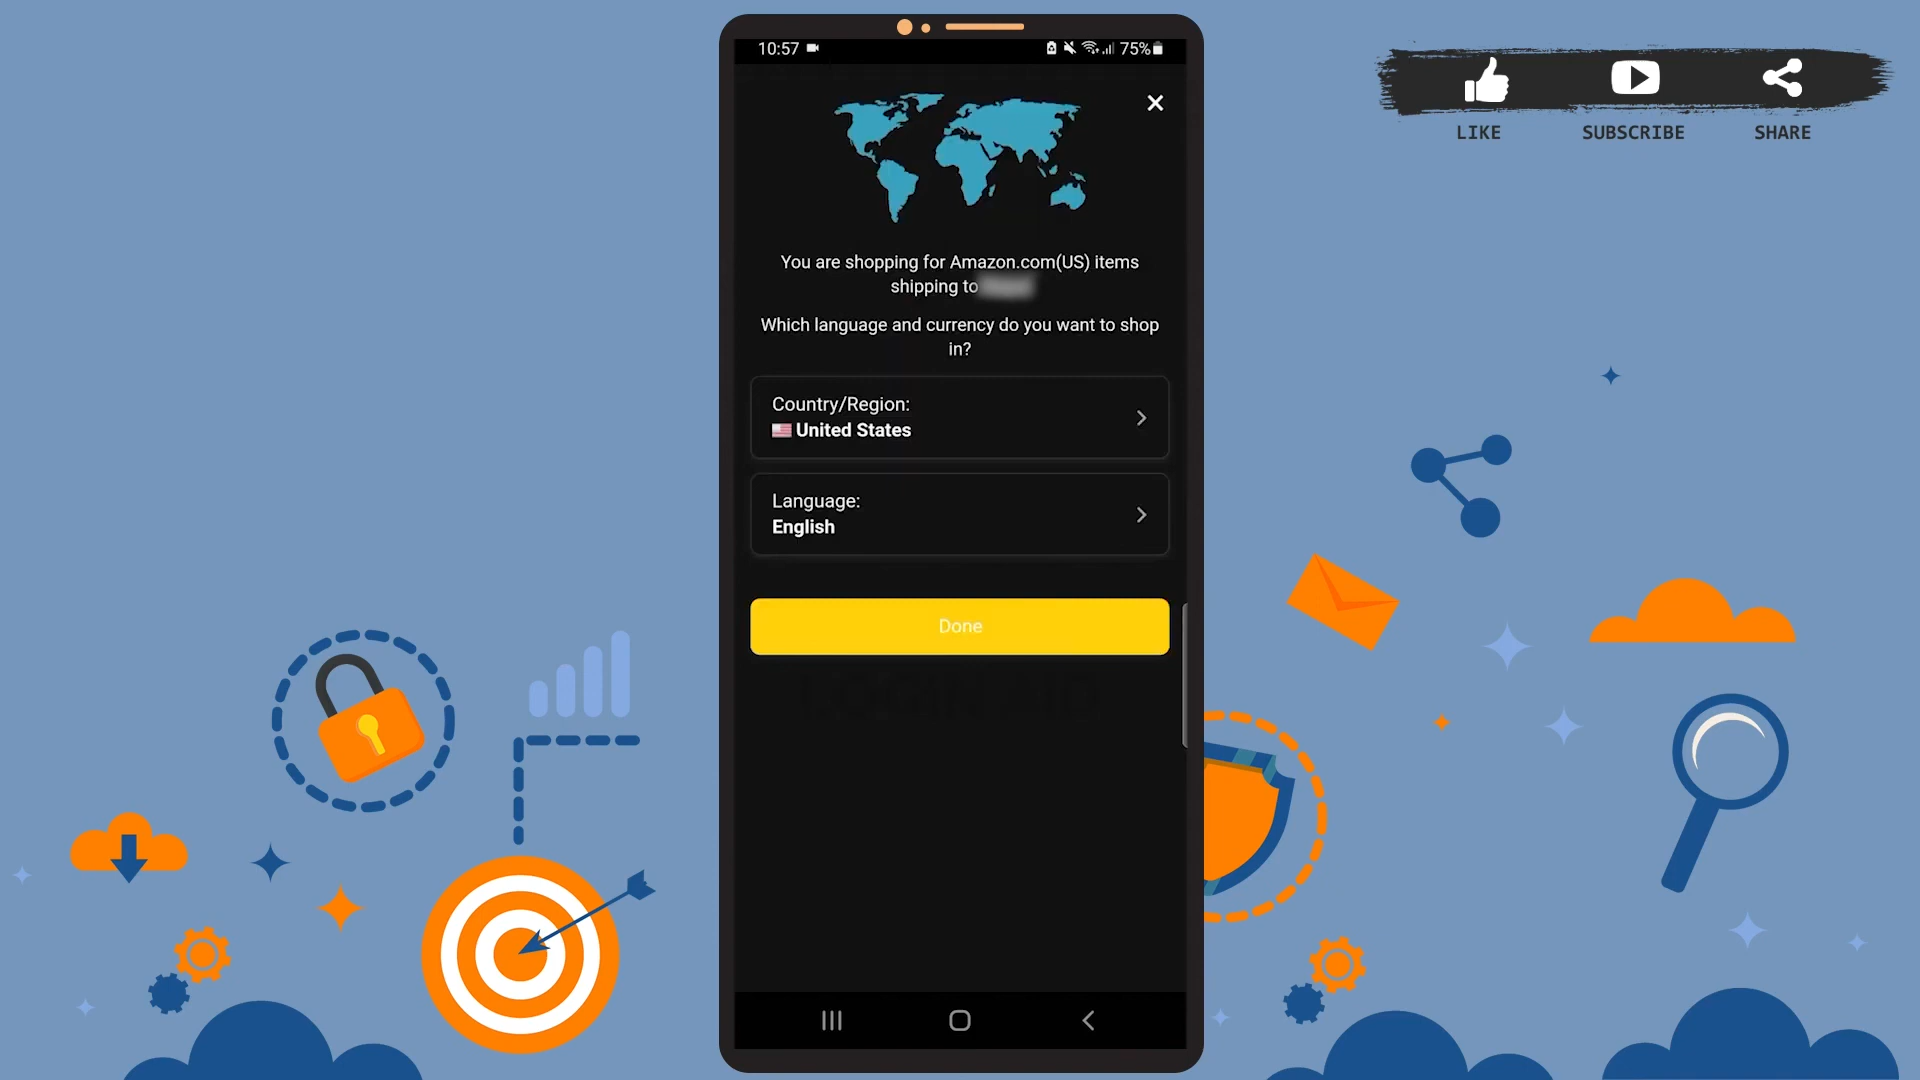 10:57
75%
LIKE
SUBSCRIBE
SHARE
You are shopping for Amazon.com(US) items
shipping to
Which language and currency do you want to shop
in?
Country/Region:
United States
Language:
English
Done